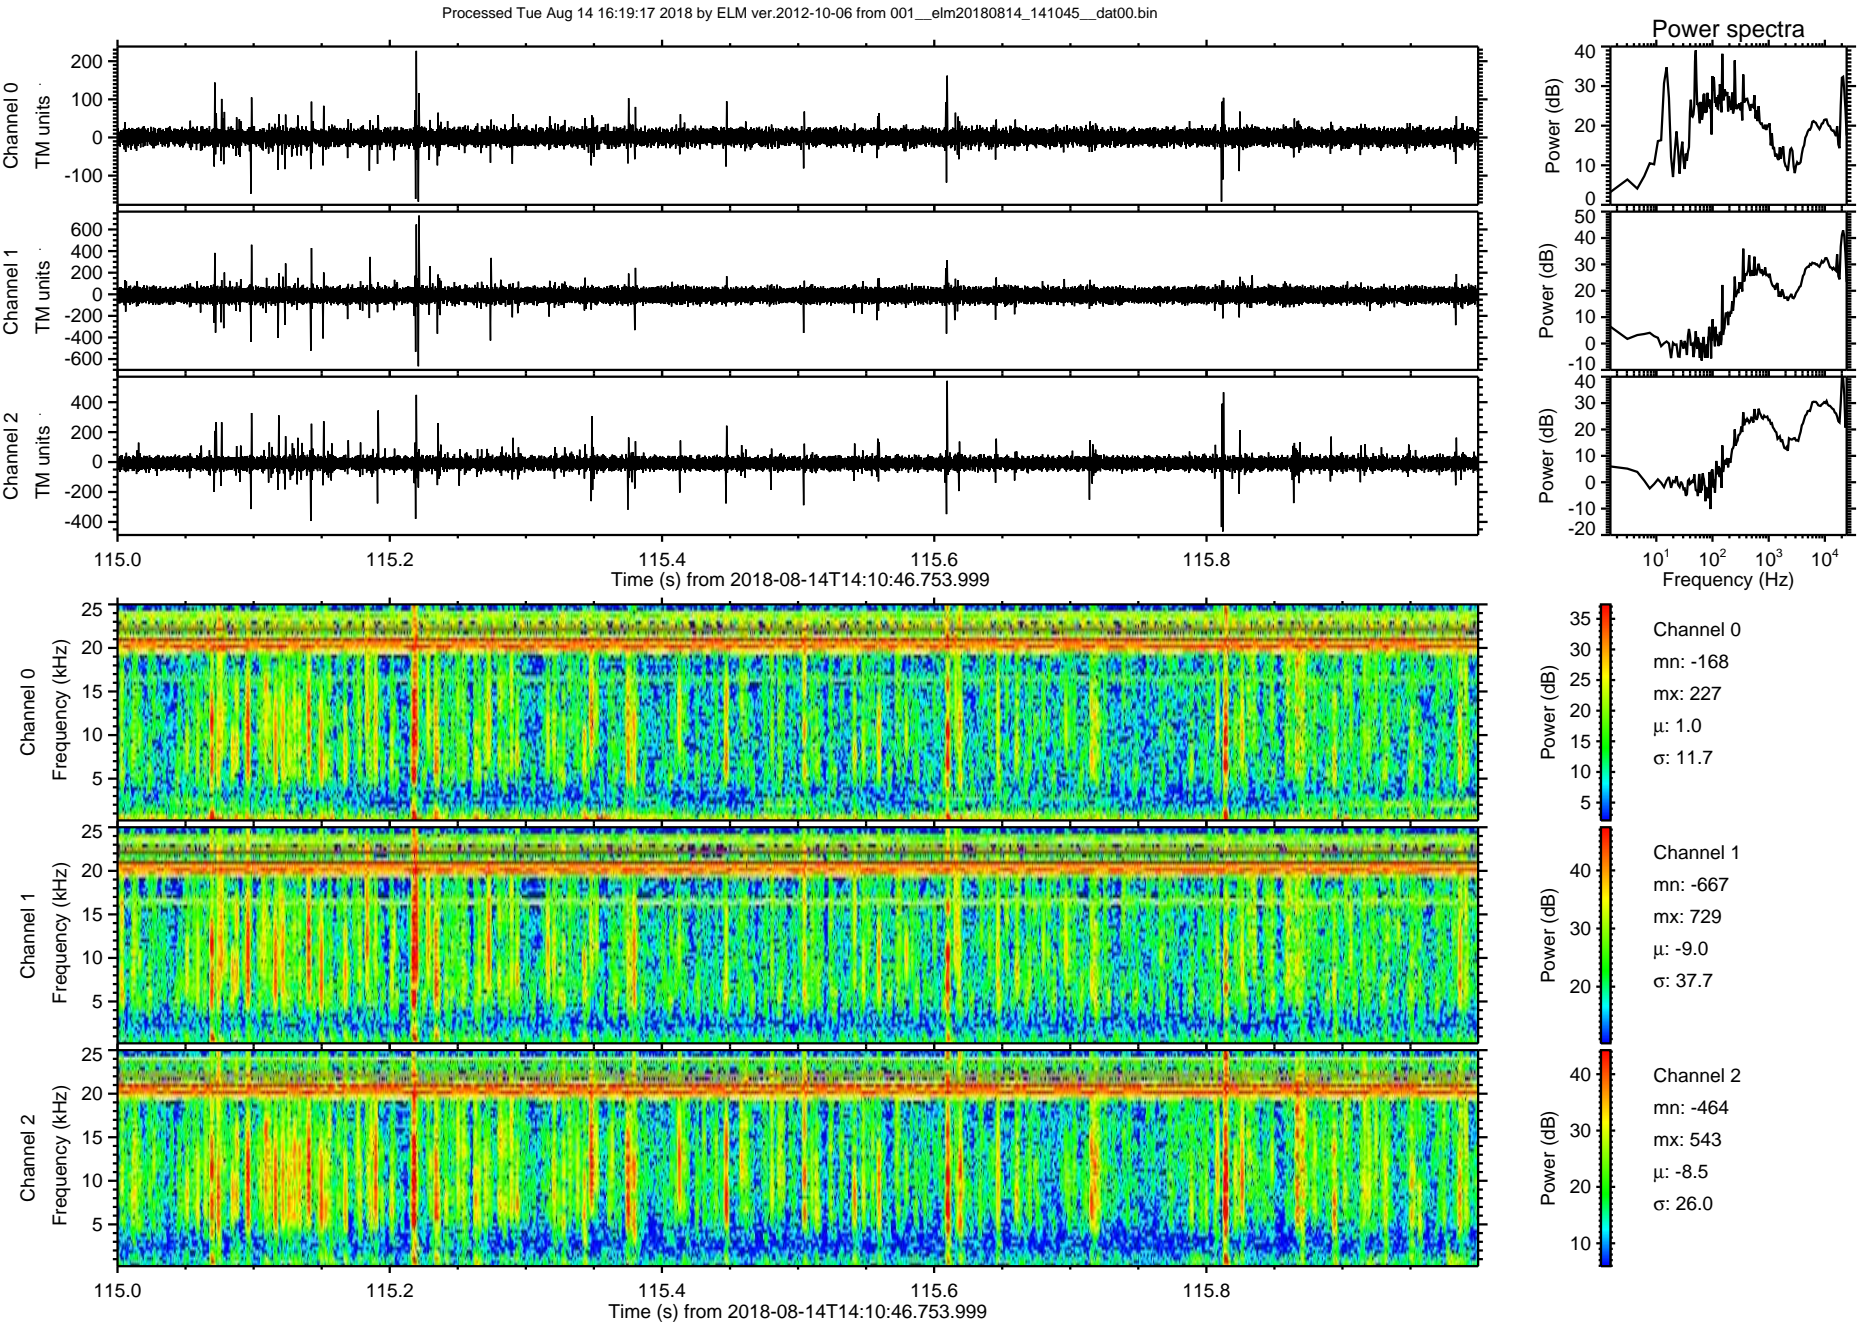 Processed Tue Aug 14 16:19:17 2018 by ELM ver.2012-10-06 from 001__elm20180814_141045__dat00.bin
Power spectra
Channel 0
TM units
200
100
0
-100
Power (dB)
40
30
20
10
0
Channel 1
TM units
600
400
200
0
-200
-400
-600
Power (dB)
50
40
30
20
10
0
-10
Channel 2
TM units
400
200
0
-200
-400
Power (dB)
40
30
20
10
0
-10
-20
115.0 115.2 115.4 115.6 115.8
Time (s) from 2018-08-14T14:10:46.753.999
10¹ 10² 10³ 10⁴
Frequency (Hz)
Channel 0
Frequency (kHz)
25
20
15
10
5
Power (dB)
35
30
25
20
15
10
5
Channel 0
mn: -168
mx: 227
μ: 1.0
σ: 11.7
Channel 1
Frequency (kHz)
25
20
15
10
5
Power (dB)
40
30
20
Channel 1
mn: -667
mx: 729
μ: -9.0
σ: 37.7
Channel 2
Frequency (kHz)
25
20
15
10
5
Power (dB)
40
30
20
10
Channel 2
mn: -464
mx: 543
μ: -8.5
σ: 26.0
115.0 115.2 115.4 115.6 115.8
Time (s) from 2018-08-14T14:10:46.753.999